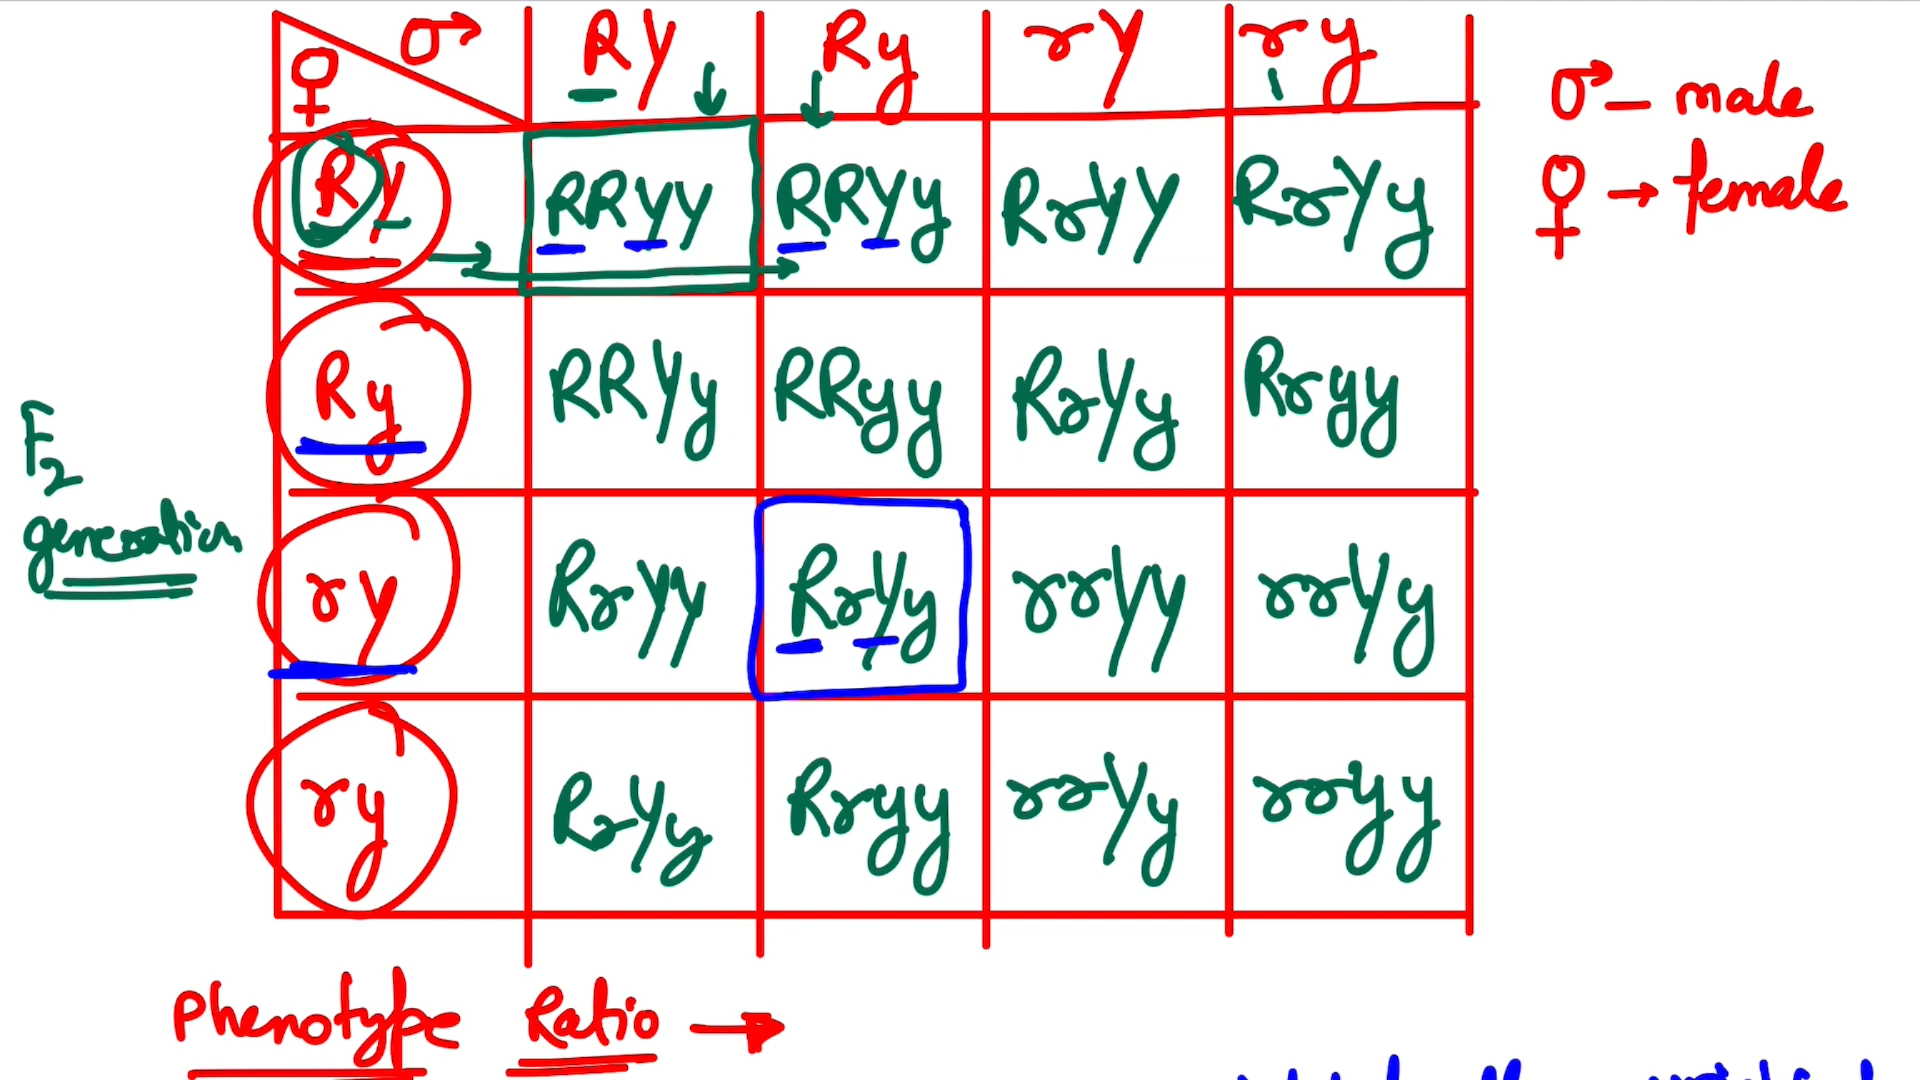 ♀ ♂ RY Ry rY ry
RY RRYY RRYy RrYY RrYy
Ry RRYy RRyy RrYy Rryy
rY RrYY RrYy rrYY rrYy
ry RrYy Rryy rrYy rryy
♂ – male
♀ → female
F2
generation
Phenotype Ratio →